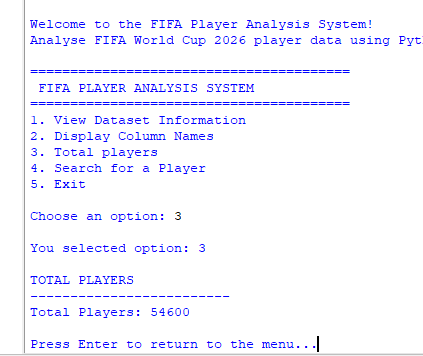 Welcome to the FIFA Player Analysis System!
Analyse FIFA World Cup 2026 player data using Pyt
========================================
FIFA PLAYER ANALYSIS SYSTEM
========================================
1. View Dataset Information
2. Display Column Names
3. Total players
4. Search for a Player
5. Exit
Choose an option: 3
You selected option: 3
TOTAL PLAYERS
-------------------------
Total Players: 54600
Press Enter to return to the menu...